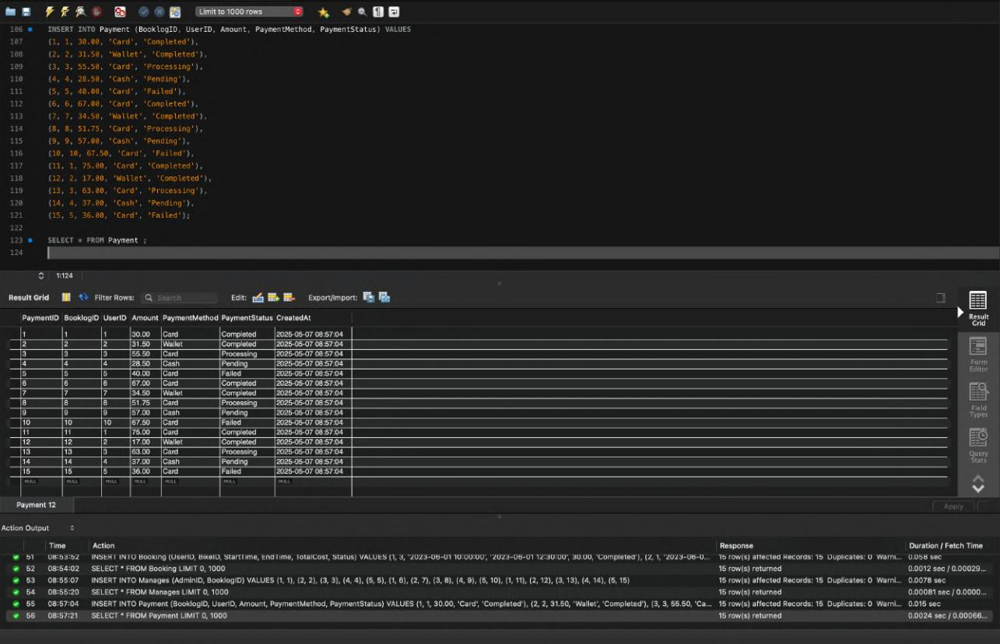 Limit to 1000 rows
106 INSERT INTO Payment (BooklogID, UserID, Amount, PaymentMethod, PaymentStatus) VALUES
107 (1, 1, 30.00, 'Card', 'Completed'),
108 (2, 2, 31.50, 'Wallet', 'Completed'),
109 (3, 3, 55.50, 'Card', 'Processing'),
110 (4, 4, 28.50, 'Cash', 'Pending'),
111 (5, 5, 40.00, 'Card', 'Failed'),
112 (6, 6, 67.00, 'Card', 'Completed'),
113 (7, 7, 34.50, 'Wallet', 'Completed'),
114 (8, 8, 51.75, 'Card', 'Processing'),
115 (9, 9, 57.00, 'Cash', 'Pending'),
116 (10, 10, 67.50, 'Card', 'Failed'),
117 (11, 1, 75.00, 'Card', 'Completed'),
118 (12, 2, 17.00, 'Wallet', 'Completed'),
119 (13, 3, 63.00, 'Card', 'Processing'),
120 (14, 4, 37.00, 'Cash', 'Pending'),
121 (15, 5, 36.00, 'Card', 'Failed');
122
123 SELECT * FROM Payment ;
124
1:124
Result Grid Filter Rows: Search Edit: Export/Import:
PaymentID BooklogID UserID Amount PaymentMethod PaymentStatus CreatedAt
1 1 1 30.00 Card Completed 2025-05-07 08:57:04
2 2 2 31.50 Wallet Completed 2025-05-07 08:57:04
3 3 3 55.50 Card Processing 2025-05-07 08:57:04
4 4 4 28.50 Cash Pending 2025-05-07 08:57:04
5 5 5 40.00 Card Failed 2025-05-07 08:57:04
6 6 6 67.00 Card Completed 2025-05-07 08:57:04
7 7 7 34.50 Wallet Completed 2025-05-07 08:57:04
8 8 8 51.75 Card Processing 2025-05-07 08:57:04
9 9 9 57.00 Cash Pending 2025-05-07 08:57:04
10 10 10 67.50 Card Failed 2025-05-07 08:57:04
11 11 1 75.00 Card Completed 2025-05-07 08:57:04
12 12 2 17.00 Wallet Completed 2025-05-07 08:57:04
13 13 3 63.00 Card Processing 2025-05-07 08:57:04
14 14 4 37.00 Cash Pending 2025-05-07 08:57:04
15 15 5 36.00 Card Failed 2025-05-07 08:57:04
NULL NULL NULL NULL NULL NULL NULL
Result
Grid
Form
Editor
Field
Types
Query
Stats
Payment 12 Apply
Action Output
Time Action Response Duration / Fetch Time
51 08:53:52 INSERT INTO Booking (UserID, BikeID, StartTime, EndTime, TotalCost, Status) VALUES (1, 3, '2023-06-01 10:00:00', '2023-06-01 12:30:00', 30.00, 'Completed'), (2, 1, '2023-06-0... 15 row(s) affected Records: 15 Duplicates: 0 Warni... 0.058 sec
52 08:54:02 SELECT * FROM Booking LIMIT 0, 1000 15 row(s) returned 0.0012 sec / 0.00029...
53 08:55:07 INSERT INTO Manages (AdminID, BooklogID) VALUES (1, 1), (2, 2), (3, 3), (4, 4), (5, 5), (1, 6), (2, 7), (3, 8), (4, 9), (5, 10), (1, 11), (2, 12), (3, 13), (4, 14), (5, 15) 15 row(s) affected Records: 15 Duplicates: 0 Warni... 0.0078 sec
54 08:55:20 SELECT * FROM Manages LIMIT 0, 1000 15 row(s) returned 0.00081 sec / 0.0000...
55 08:57:04 INSERT INTO Payment (BooklogID, UserID, Amount, PaymentMethod, PaymentStatus) VALUES (1, 1, 30.00, 'Card', 'Completed'), (2, 2, 31.50, 'Wallet', 'Completed'), (3, 3, 55.50, 'Ca... 15 row(s) affected Records: 15 Duplicates: 0 Warni... 0.015 sec
56 08:57:21 SELECT * FROM Payment LIMIT 0, 1000 15 row(s) returned 0.0024 sec / 0.00066...